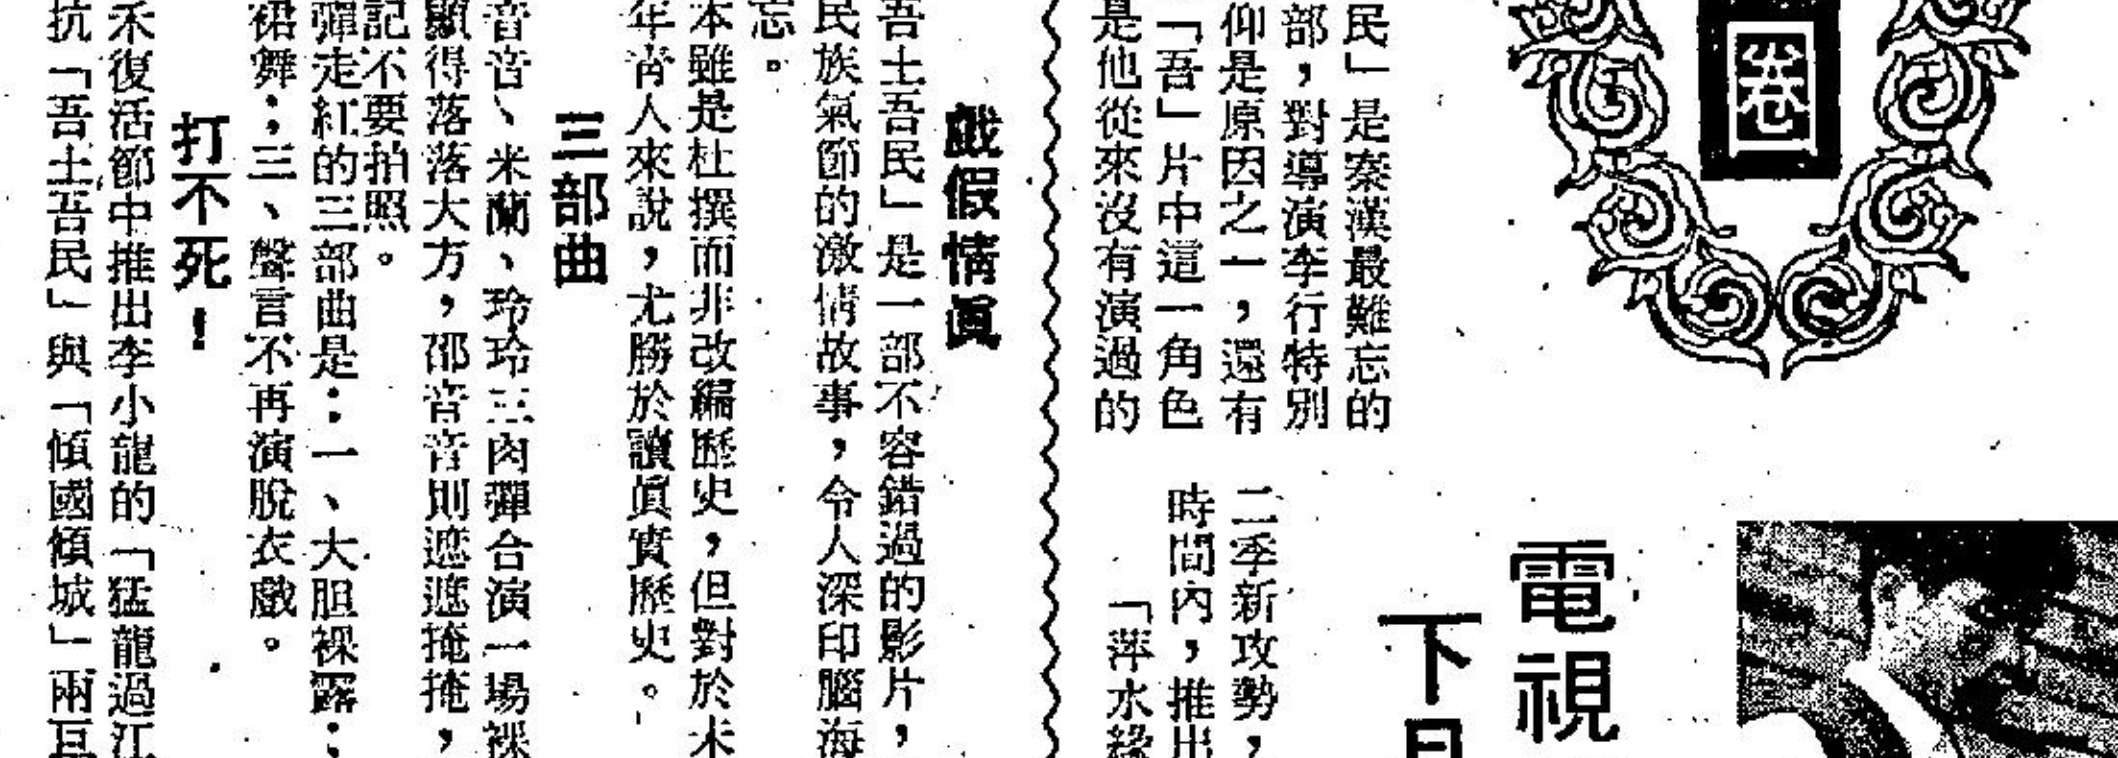 卷
民」是秦漢最難忘的
部，對導演李行特別
仰是原因之一，還有
「吾」片中這一角色
是他從來沒有演過的
電視
下月
二季新攻勢，
時間內，推出
「萍水緣
戲假情眞
吾土吾民」是一部不容錯過的影片，
民族氣節的激情故事，令人深印腦海
忘。
本雖是杜撰而非改編歷史，但對於未
年靑人來說，尤勝於讀眞實歷史。
三部曲
音音、米蘭、玲玲三肉彈合演一場裸
顯得落落大方，邵音音則遮遮掩掩，
記不要拍照。
彈走紅的三部曲是：一、大胆裸露；
裙舞；三、聲言不再演脫衣戲。
打不死！
禾復活節中推出李小龍的「猛龍過江
抗「吾土吾民」與「傾國傾城」兩巨